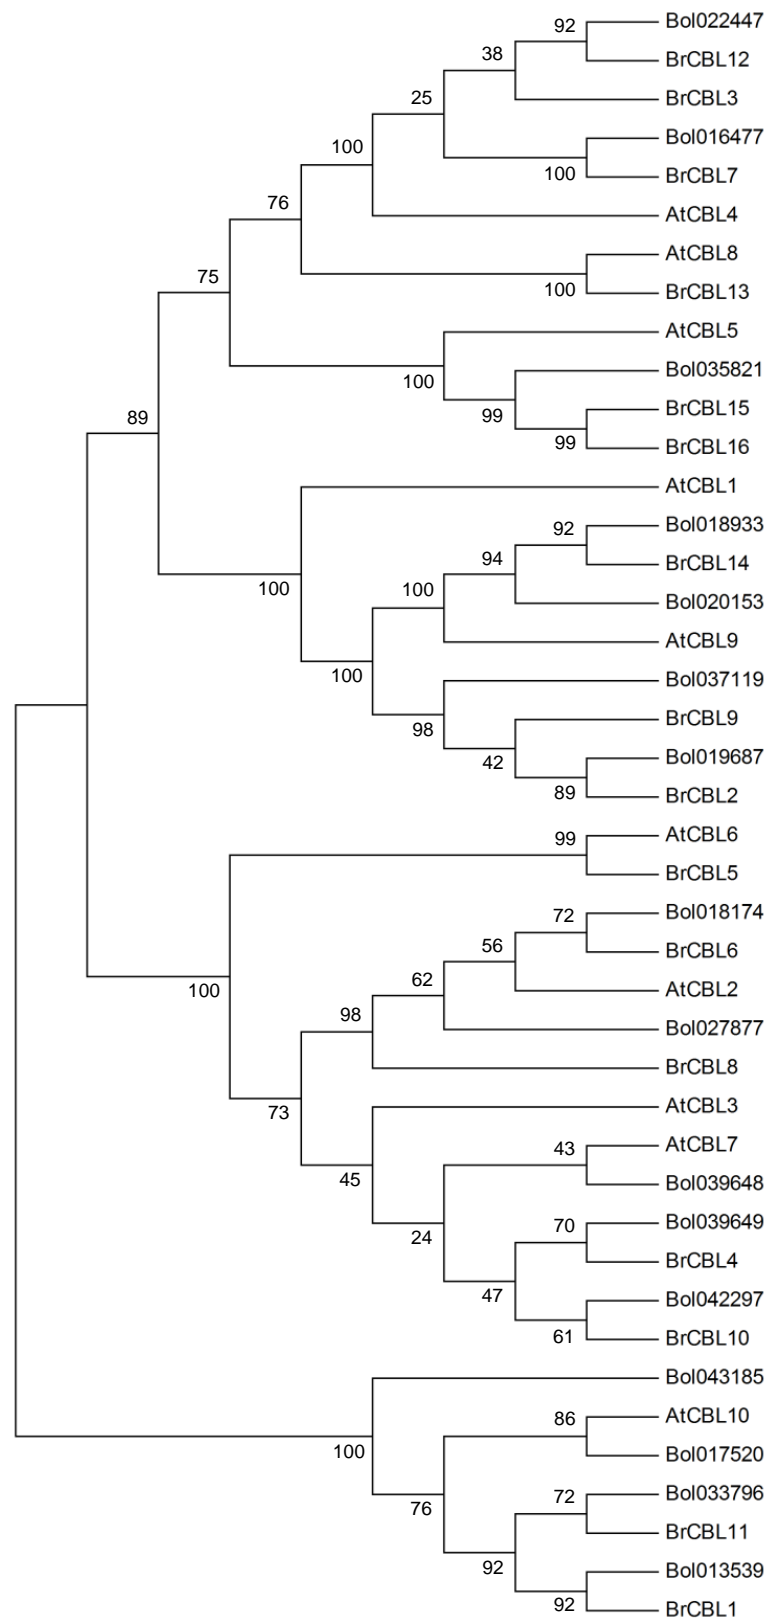 Bol022447
92
BrCBL12
38
BrCBL3
25
Bol016477
100
BrCBL7
100
AtCBL4
76
AtCBL8
100
BrCBL13
75
AtCBL5
Bol035821
100
BrCBL15
99
99
BrCBL16
89
AtCBL1
Bol018933
92
BrCBL14
94
Bol020153
100
100
AtCBL9
100
Bol037119
98
BrCBL9
42
Bol019687
89
BrCBL2
AtCBL6
99
BrCBL5
Bol018174
72
BrCBL6
56
AtCBL2
62
100
Bol027877
98
BrCBL8
73
AtCBL3
AtCBL7
43
45
Bol039648
Bol039649
70
24
BrCBL4
47
Bol042297
61
BrCBL10
Bol043185
AtCBL10
86
100
Bol017520
Bol033796
72
76
BrCBL11
92
Bol013539
92
BrCBL1